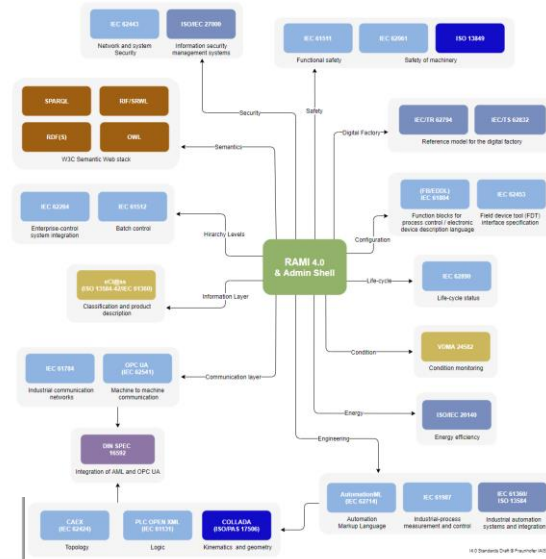 IEC 62443
ISO/IEC 27000
Network and system
Security
Information security
management systems
IEC 61511
IEC 62061
ISO 13849
Functional safety
Safety of machinery
SPARQL
RIF/SRWL
RDF(S)
OWL
W3C Semantic Web stack
Security
Safety
Semantics
Digital Factory
IEC/TR 62794
IEC/TS 62832
Reference model for the digital factory
IEC 62264
IEC 61512
Enterprise-control
system integration
Batch control
Hirarchy Levels
RAMI 4.0
& Admin Shell
Configuration
(FB/EDDL)
IEC 61804
IEC 62453
Function blocks for
process control / electronic
device description language
Field device tool (FDT)
interface specification
Information Layer
Classification and product
description
Life-cycle
IEC 62890
Life-cycle status
Condition
VDMA 24582
Condition monitoring
Communication layer
IEC 61784
OPC UA
(IEC 62541)
Industrial communication
networks
Machine to machine
communication
Energy
ISO/IEC 20140
Energy efficiency
DIN SPEC
16592
Integration of AML and OPC UA
Engineering
AutomationML
(IEC 62714)
IEC 61987
IEC 61360/
ISO 13584
Automation
Markup Language
Industrial-process
measurement and control
Industrial automation
systems and integration
CAEX
(IEC 62424)
PLC OPEN XML
(IEC 61131)
COLLADA
(ISO/PAS 17506)
Topology
Logic
Kinematics and geometry